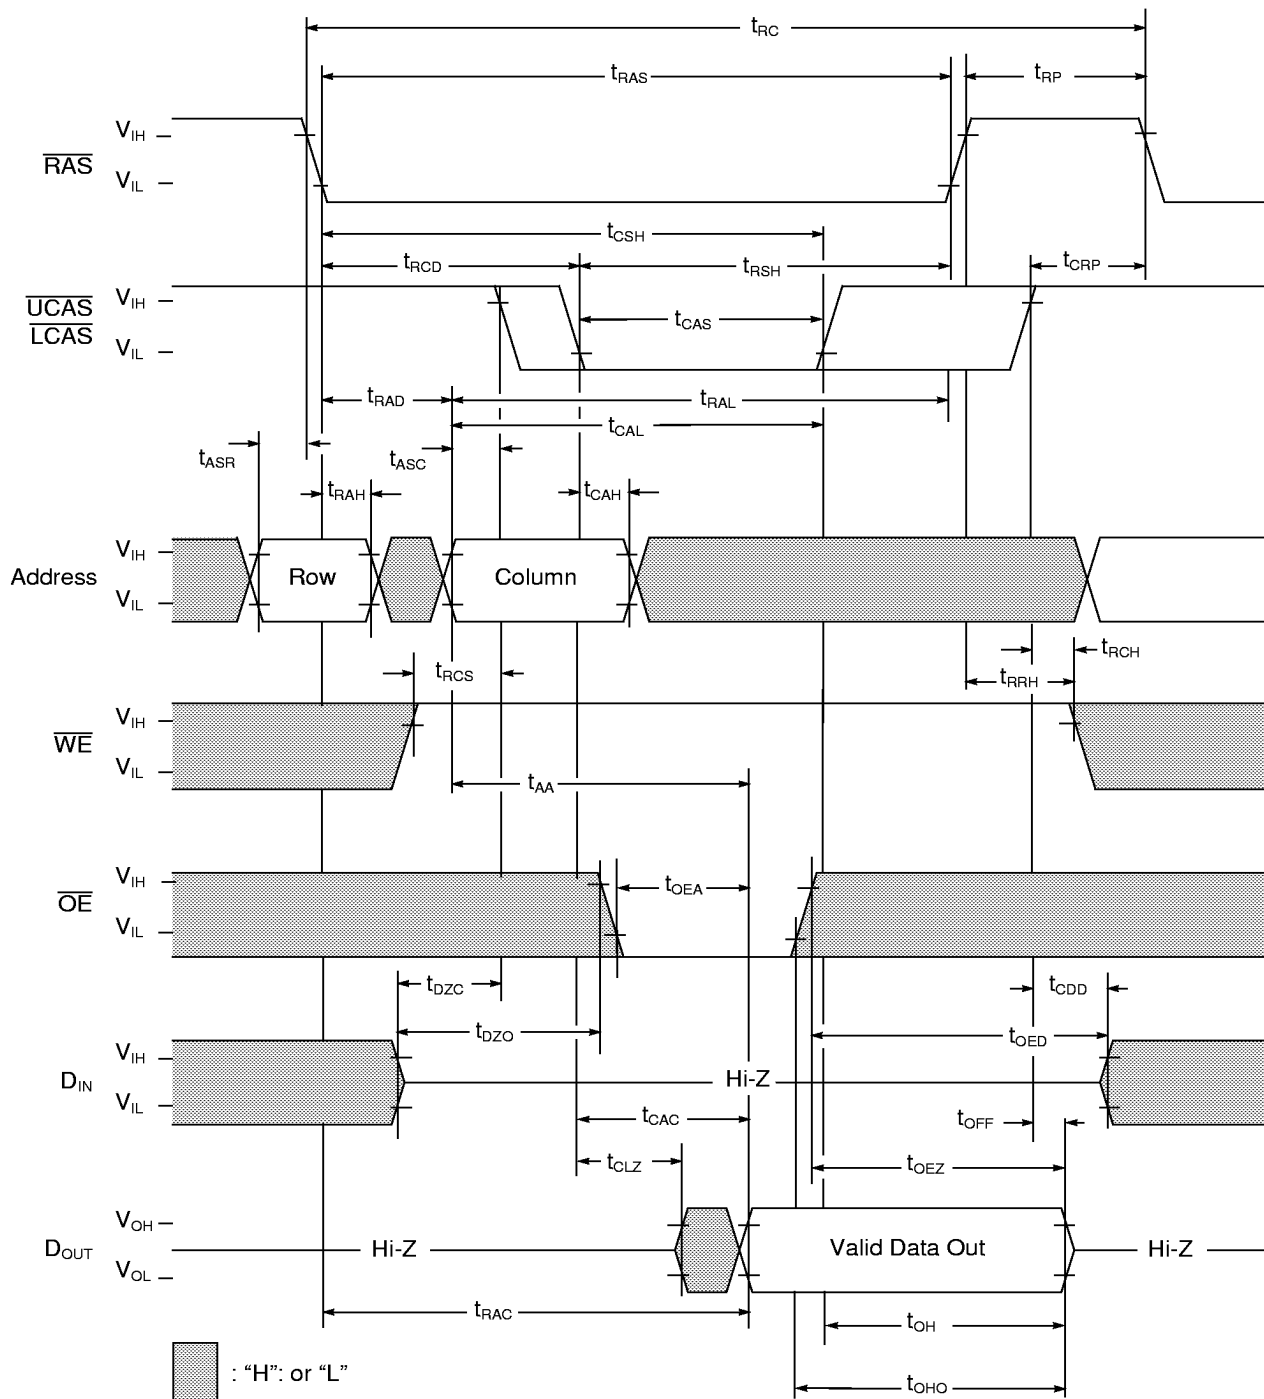 tRC
tRAS
tRP
VIH
RAS
VIL
tCSH
tRCD
tRSH
tCRP
VIH
UCAS
LCAS
tCAS
VIL
tRAD
tRAL
tCAL
tASR
tASC
tRAH
tCAH
VIH
Address
Row
Column
VIL
tRCH
tRCS
tRRH
VIH
WE
VIL
tAA
VIH
OE
tOEA
VIL
tDZC
tCDD
tDZO
tOED
VIH
DIN
Hi-Z
VIL
tCAC
tOFF
tCLZ
tOEZ
VOH
DOUT
Hi-Z
Valid Data Out
Hi-Z
VOL
tRAC
tOH
: “H”: or “L”
tOHO